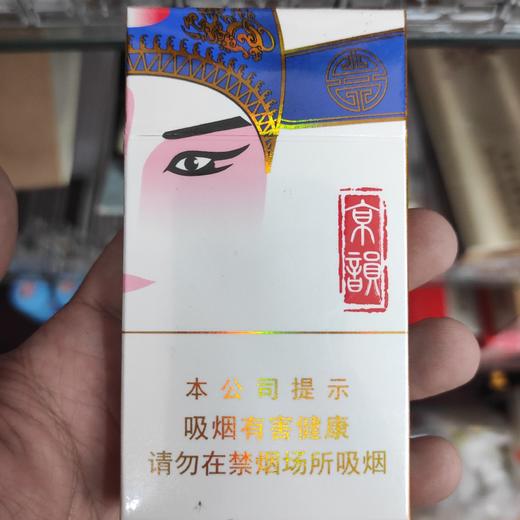 京韻
本公司提示
吸烟有害健康
请勿在禁烟场所吸烟